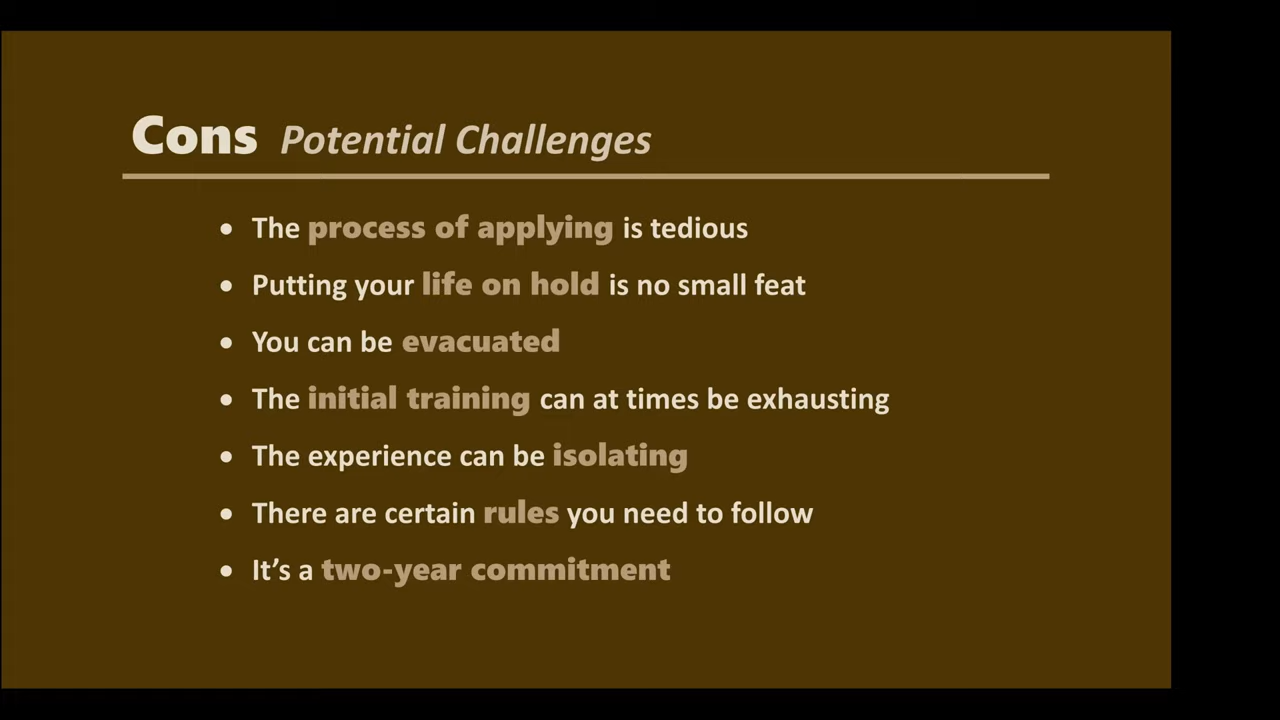 Cons Potential Challenges
• The process of applying is tedious
• Putting your life on hold is no small feat
• You can be evacuated
• The initial training can at times be exhausting
• The experience can be isolating
• There are certain rules you need to follow
• It’s a two-year commitment